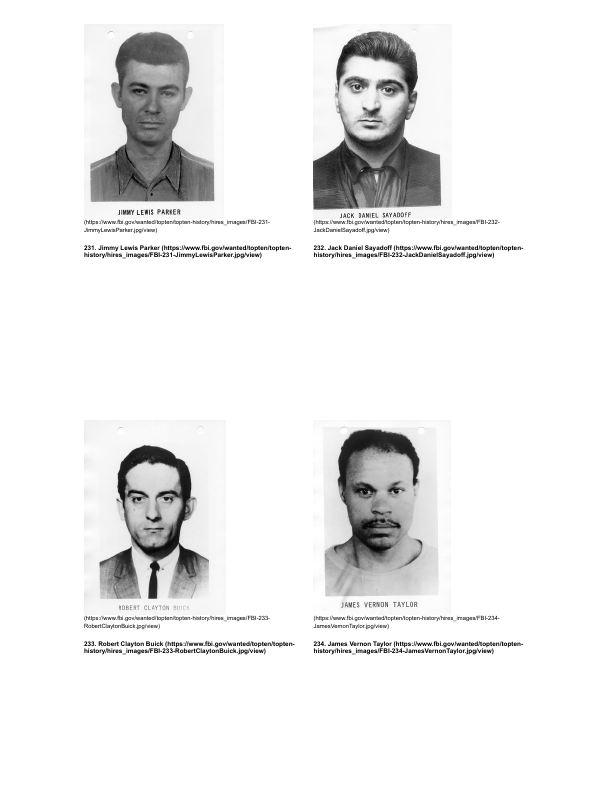 JIMMY LEWIS PARKER
(https://www.fbi.gov/wanted/topten/topten-history/hires_images/FBI-231-
JimmyLewisParker.jpg/view)
231. Jimmy Lewis Parker (https://www.fbi.gov/wanted/topten/topten-
history/hires_images/FBI-231-JimmyLewisParker.jpg/view)
JACK DANIEL SAYADOFF
(https://www.fbi.gov/wanted/topten/topten-history/hires_images/FBI-232-
JackDanielSayadoff.jpg/view)
232. Jack Daniel Sayadoff (https://www.fbi.gov/wanted/topten/topten-
history/hires_images/FBI-232-JackDanielSayadoff.jpg/view)
ROBERT CLAYTON BUICK
(https://www.fbi.gov/wanted/topten/topten-history/hires_images/FBI-233-
RobertClaytonBuick.jpg/view)
233. Robert Clayton Buick (https://www.fbi.gov/wanted/topten/topten-
history/hires_images/FBI-233-RobertClaytonBuick.jpg/view)
JAMES VERNON TAYLOR
(https://www.fbi.gov/wanted/topten/topten-history/hires_images/FBI-234-
JamesVernonTaylor.jpg/view)
234. James Vernon Taylor (https://www.fbi.gov/wanted/topten/topten-
history/hires_images/FBI-234-JamesVernonTaylor.jpg/view)